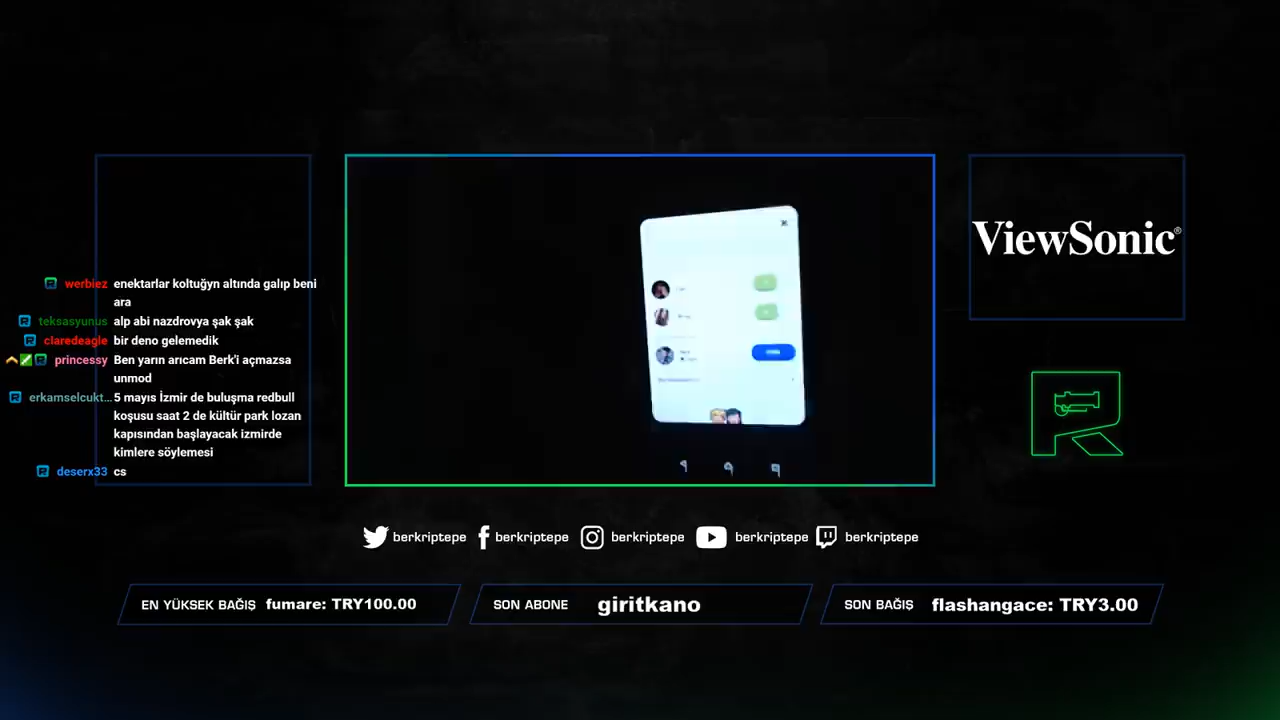 werbiez enektarlar koltuğyn altında galıp beni
ara
teksasyunus alp abi nazdrovya şak şak
claredeagle bir deno gelemedik
princessy Ben yarın arıcam Berk'i açmazsa
unmod
erkamselcukt... 5 mayıs İzmir de buluşma redbull
koşusu saat 2 de kültür park lozan
kapısından başlayacak izmirde
kimlere söylemesi
deserx33 cs
ViewSonic®
berkriptepe berkriptepe berkriptepe berkriptepe berkriptepe
EN YÜKSEK BAĞIŞ fumare: TRY100.00
SON ABONE giritkano
SON BAĞIŞ flashangace: TRY3.00